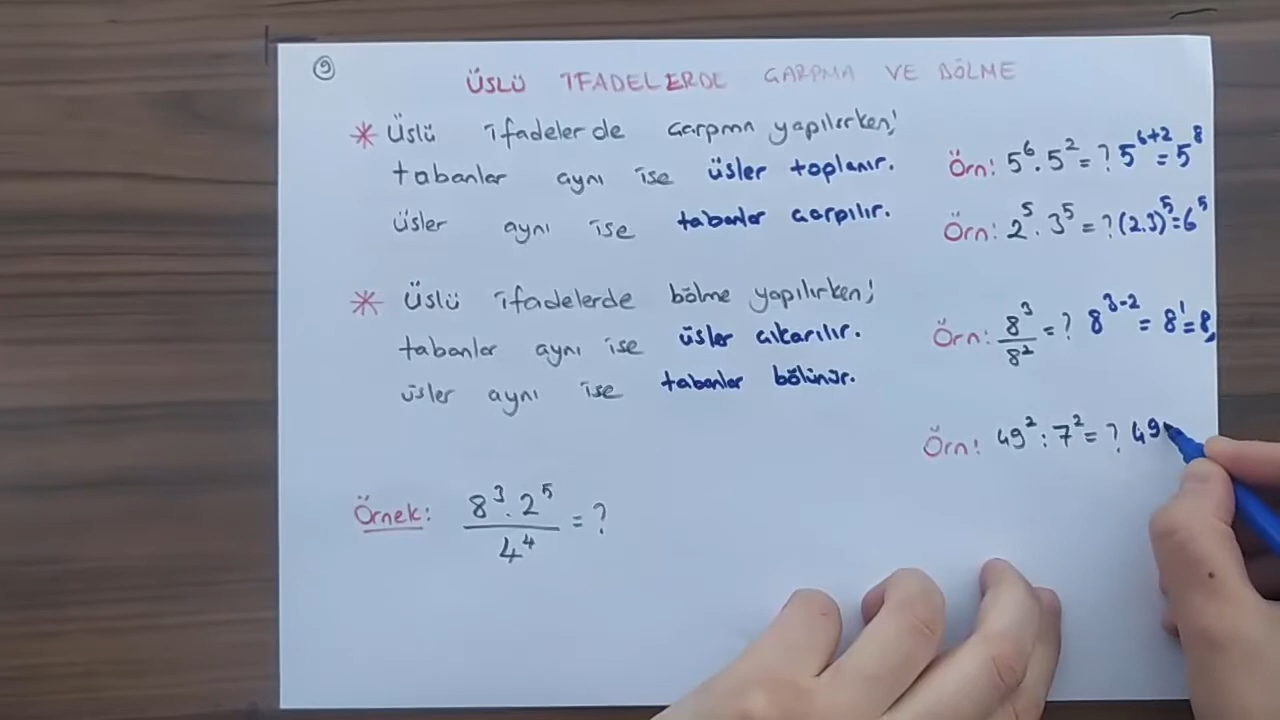 9
ÜSLÜ İFADELERDE ÇARPMA VE BÖLME
* Üslü ifadelerde çarpma yapılırken;
tabanlar aynı ise üsler toplanır.
üsler aynı ise tabanlar çarpılır.
Örn: 5⁶.5² = ? 5⁶⁺² = 5⁸
Örn: 2⁵.3⁵ = ? (2.3)⁵ = 6⁵
* Üslü ifadelerde bölme yapılırken;
tabanlar aynı ise üsler çıkarılır.
üsler aynı ise tabanlar bölünür.
Örn: 8³/8² = ? 8³⁻² = 8¹ = 8,
Örn: 49² : 7² = ? 49
Örnek: 8³.2⁵/4⁴ = ?